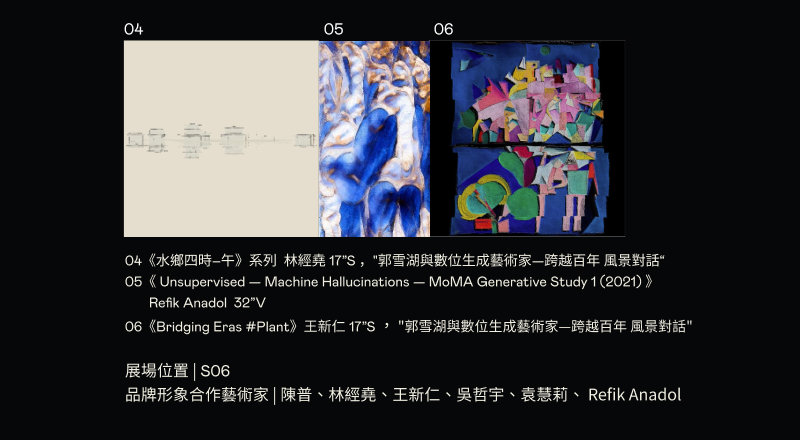 04
05
06
04《水鄉四時–午》系列 林經堯 17”S , "郭雪湖與數位生成藝術家—跨越百年 風景對話“
05《 Unsupervised — Machine Hallucinations — MoMA Generative Study 1 (2021) 》
Refik Anadol 32”V
06《Bridging Eras #Plant》王新仁 17”S ， "郭雪湖與數位生成藝術家—跨越百年 風景對話"
展場位置 | S06
品牌形象合作藝術家 | 陳普、林經堯、王新仁、吳哲宇、袁慧莉、 Refik Anadol